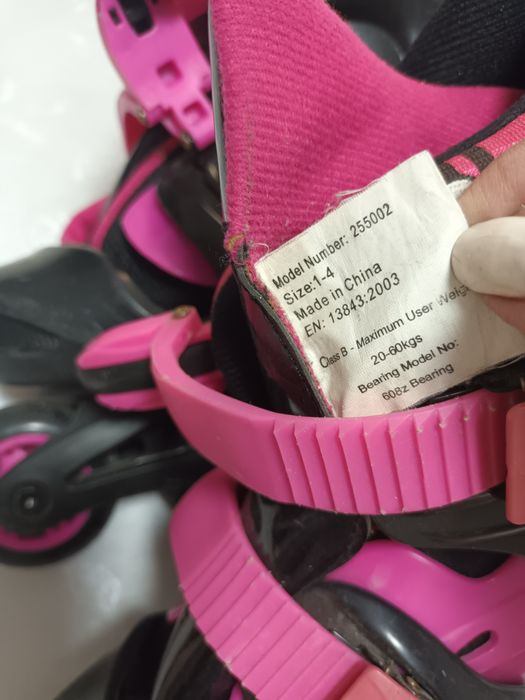 Model Number: 255002
Size:1-4
Made in China
EN: 13843:2003
Class B - Maximum User Weig
20-60kgs
Bearing Model No:
608z Bearing